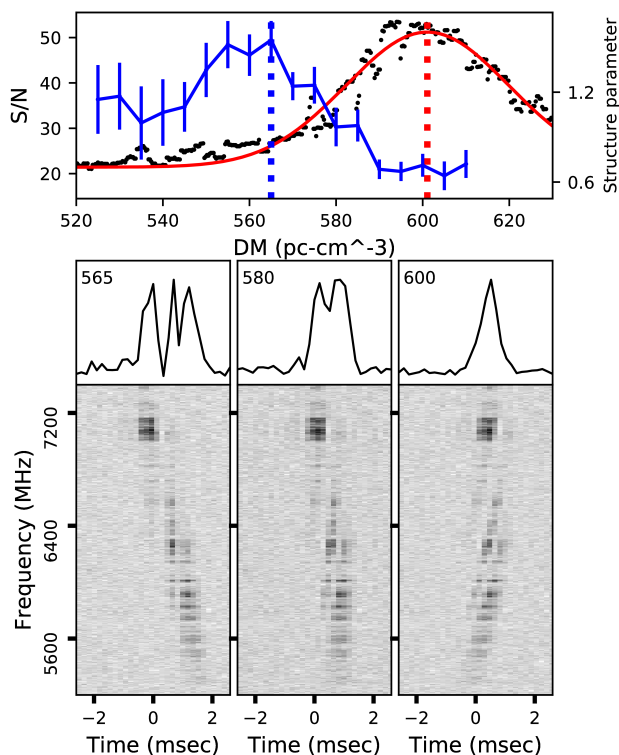 50
40
30
20
S/N
1.2
0.6
Structure parameter
520 540 560 580 600 620
DM (pc-cm^-3)
565 580 600
7200
6400
5600
Frequency (MHz)
−2 0 2 −2 0 2 −2 0 2
Time (msec) Time (msec) Time (msec)